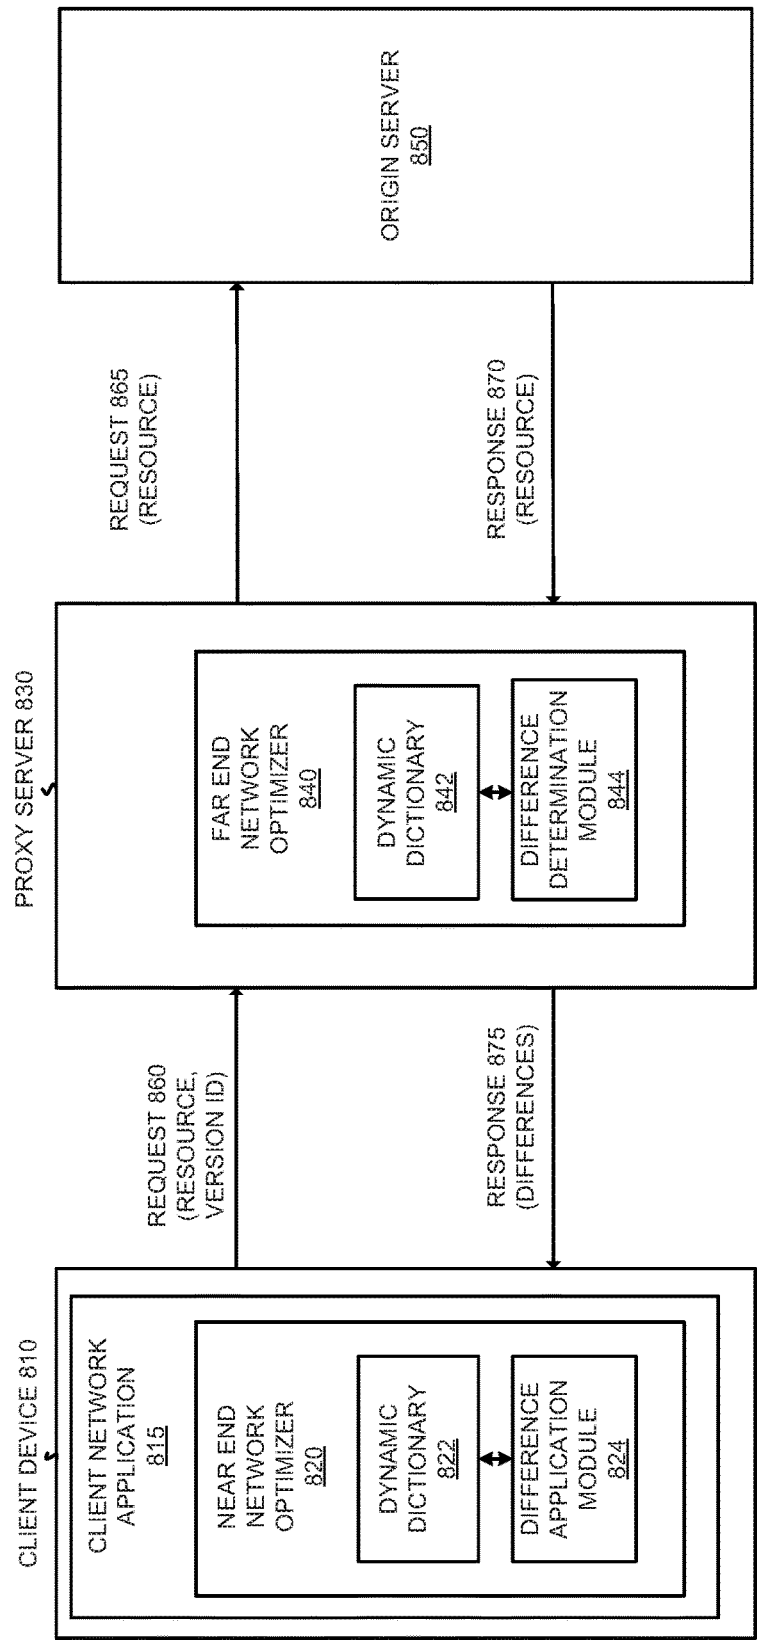 CLIENT DEVICE 810
CLIENT NETWORK
APPLICATION
815
NEAR END
NETWORK
OPTIMIZER
820
DYNAMIC
DICTIONARY
822
DIFFERENCE
APPLICATION
MODULE
824
REQUEST 860
(RESOURCE,
VERSION ID)
RESPONSE 875
(DIFFERENCES)
PROXY SERVER 830
FAR END
NETWORK
OPTIMIZER
840
DYNAMIC
DICTIONARY
842
DIFFERENCE
DETERMINATION
MODULE
844
REQUEST 865
(RESOURCE)
RESPONSE 870
(RESOURCE)
ORIGIN SERVER
850